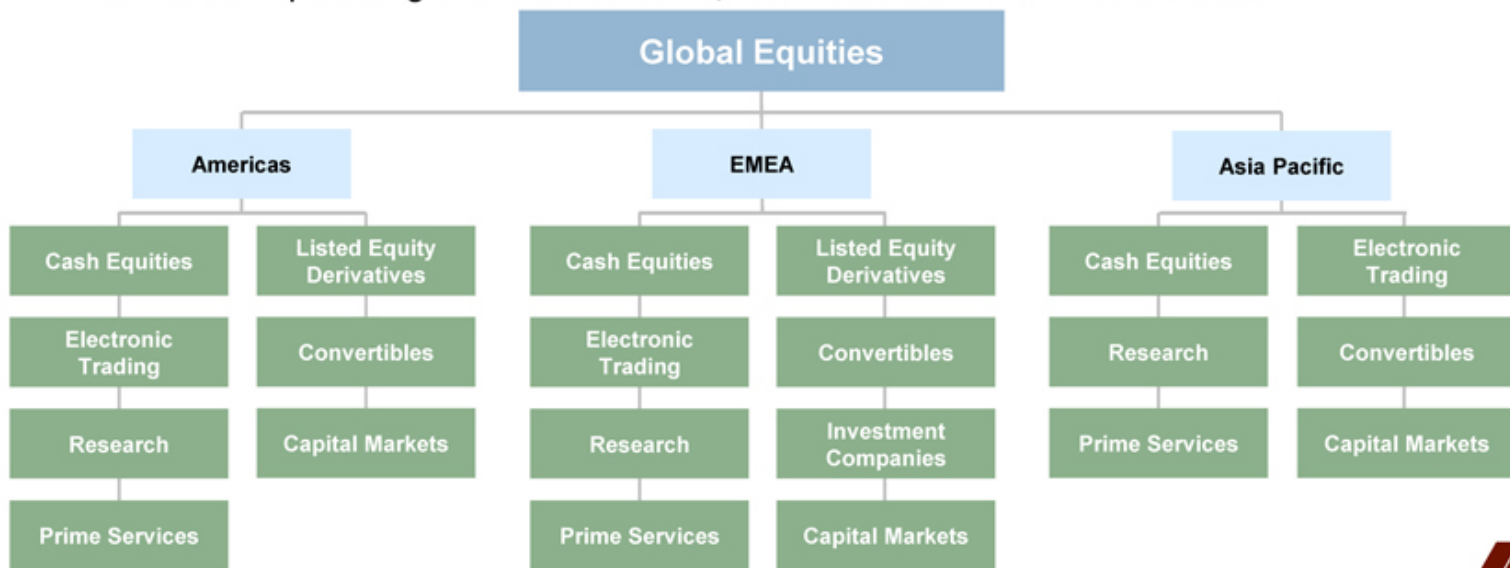 Global Equities
Americas
EMEA
Asia Pacific
Cash Equities
Listed Equity
Derivatives
Electronic
Trading
Convertibles
Research
Capital Markets
Prime Services
Cash Equities
Listed Equity
Derivatives
Electronic
Trading
Convertibles
Research
Investment
Companies
Prime Services
Capital Markets
Cash Equities
Electronic
Trading
Research
Convertibles
Prime Services
Capital Markets